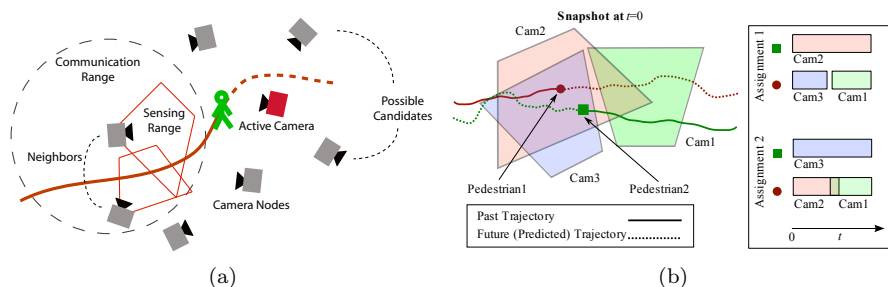 Communication
Range
Sensing
Range
Neighbors
Active Camera
Possible
Candidates
Camera Nodes
(a)
Snapshot at t=0
Cam2
Cam1
Cam3
Pedestrian1
Pedestrian2
Past Trajectory
Future (Predicted) Trajectory
Assignment 1
Cam2
Cam3
Cam1
Assignment 2
Cam3
Cam2
Cam1
0
t
(b)